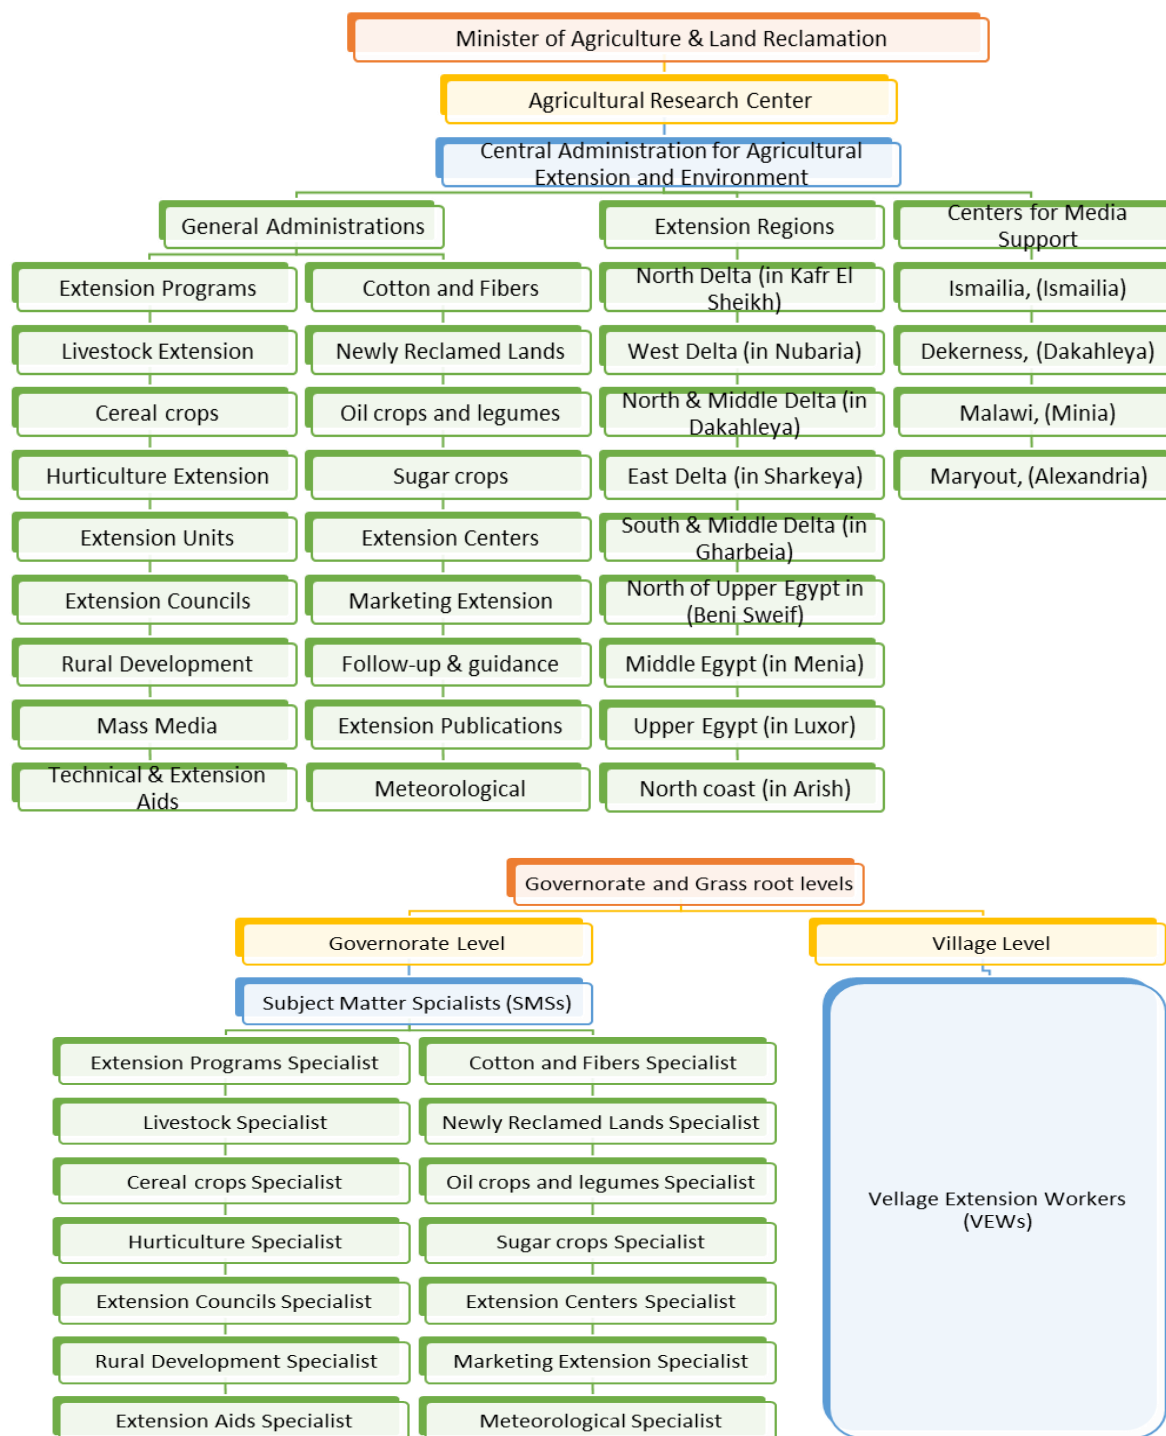 Minister of Agriculture & Land Reclamation
Agricultural Research Center
Central Administration for Agricultural
Extension and Environment
General Administrations
Extension Programs
Livestock Extension
Cereal crops
Hurticulture Extension
Extension Units
Extension Councils
Rural Development
Mass Media
Technical & Extension
Aids
Cotton and Fibers
Newly Reclamed Lands
Oil crops and legumes
Sugar crops
Extension Centers
Marketing Extension
Follow-up & guidance
Extension Publications
Meteorological
Extension Regions
North Delta (in Kafr El
Sheikh)
West Delta (in Nubaria)
North & Middle Delta (in
Dakahleya)
East Delta (in Sharkeya)
South & Middle Delta (in
Gharbeia)
North of Upper Egypt in
(Beni Sweif)
Middle Egypt (in Menia)
Upper Egypt (in Luxor)
North coast (in Arish)
Centers for Media
Support
Ismailia, (Ismailia)
Dekerness, (Dakahleya)
Malawi, (Minia)
Maryout, (Alexandria)
Governorate and Grass root levels
Governorate Level
Subject Matter Spcialists (SMSs)
Extension Programs Specialist
Livestock Specialist
Cereal crops Specialist
Hurticulture Specialist
Extension Councils Specialist
Rural Development Specialist
Extension Aids Specialist
Cotton and Fibers Specialist
Newly Reclamed Lands Specialist
Oil crops and legumes Specialist
Sugar crops Specialist
Extension Centers Specialist
Marketing Extension Specialist
Meteorological Specialist
Village Level
Vellage Extension Workers
(VEWs)